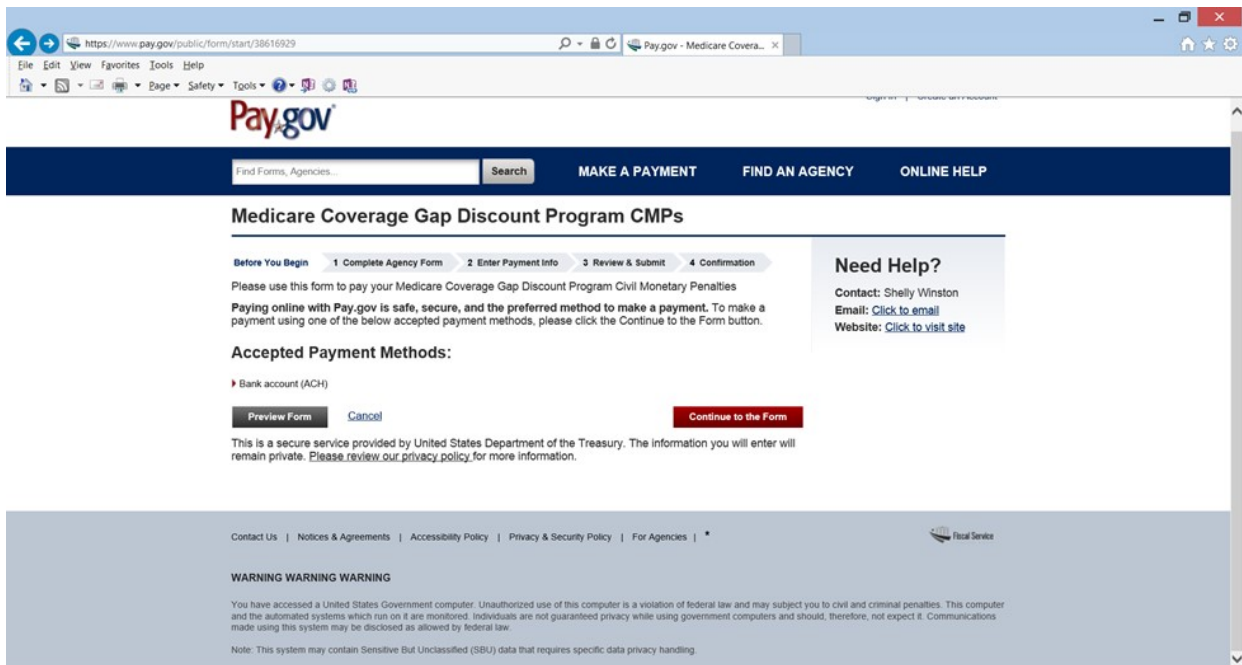 https://www.pay.gov/public/form/start/38616929
Pay.gov - Medicare Covera...
File Edit View Favorites Tools Help
Page Safety Tools
Sign In | Create an Account
Pay.gov
Find Forms, Agencies...
Search
MAKE A PAYMENT
FIND AN AGENCY
ONLINE HELP
Medicare Coverage Gap Discount Program CMPs
Before You Begin
1 Complete Agency Form
2 Enter Payment Info
3 Review & Submit
4 Confirmation
Please use this form to pay your Medicare Coverage Gap Discount Program Civil Monetary Penalties
Paying online with Pay.gov is safe, secure, and the preferred method to make a payment. To make a
payment using one of the below accepted payment methods, please click the Continue to the Form button.
Accepted Payment Methods:
Bank account (ACH)
Preview Form
Cancel
Continue to the Form
This is a secure service provided by United States Department of the Treasury. The information you will enter will
remain private. Please review our privacy policy for more information.
Need Help?
Contact: Shelly Winston
Email: Click to email
Website: Click to visit site
Contact Us | Notices & Agreements | Accessibility Policy | Privacy & Security Policy | For Agencies | *
Fiscal Service
WARNING WARNING WARNING
You have accessed a United States Government computer. Unauthorized use of this computer is a violation of federal law and may subject you to civil and criminal penalties. This computer
and the automated systems which run on it are monitored. Individuals are not guaranteed privacy while using government computers and should, therefore, not expect it. Communications
made using this system may be disclosed as allowed by federal law.
Note: This system may contain Sensitive But Unclassified (SBU) data that requires specific data privacy handling.